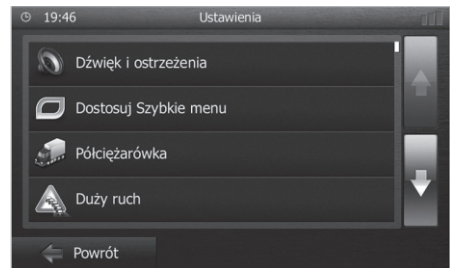 19:46 Ustawienia
Dźwięk i ostrzeżenia
Dostosuj Szybkie menu
Półciężarówka
Duży ruch
Powrót